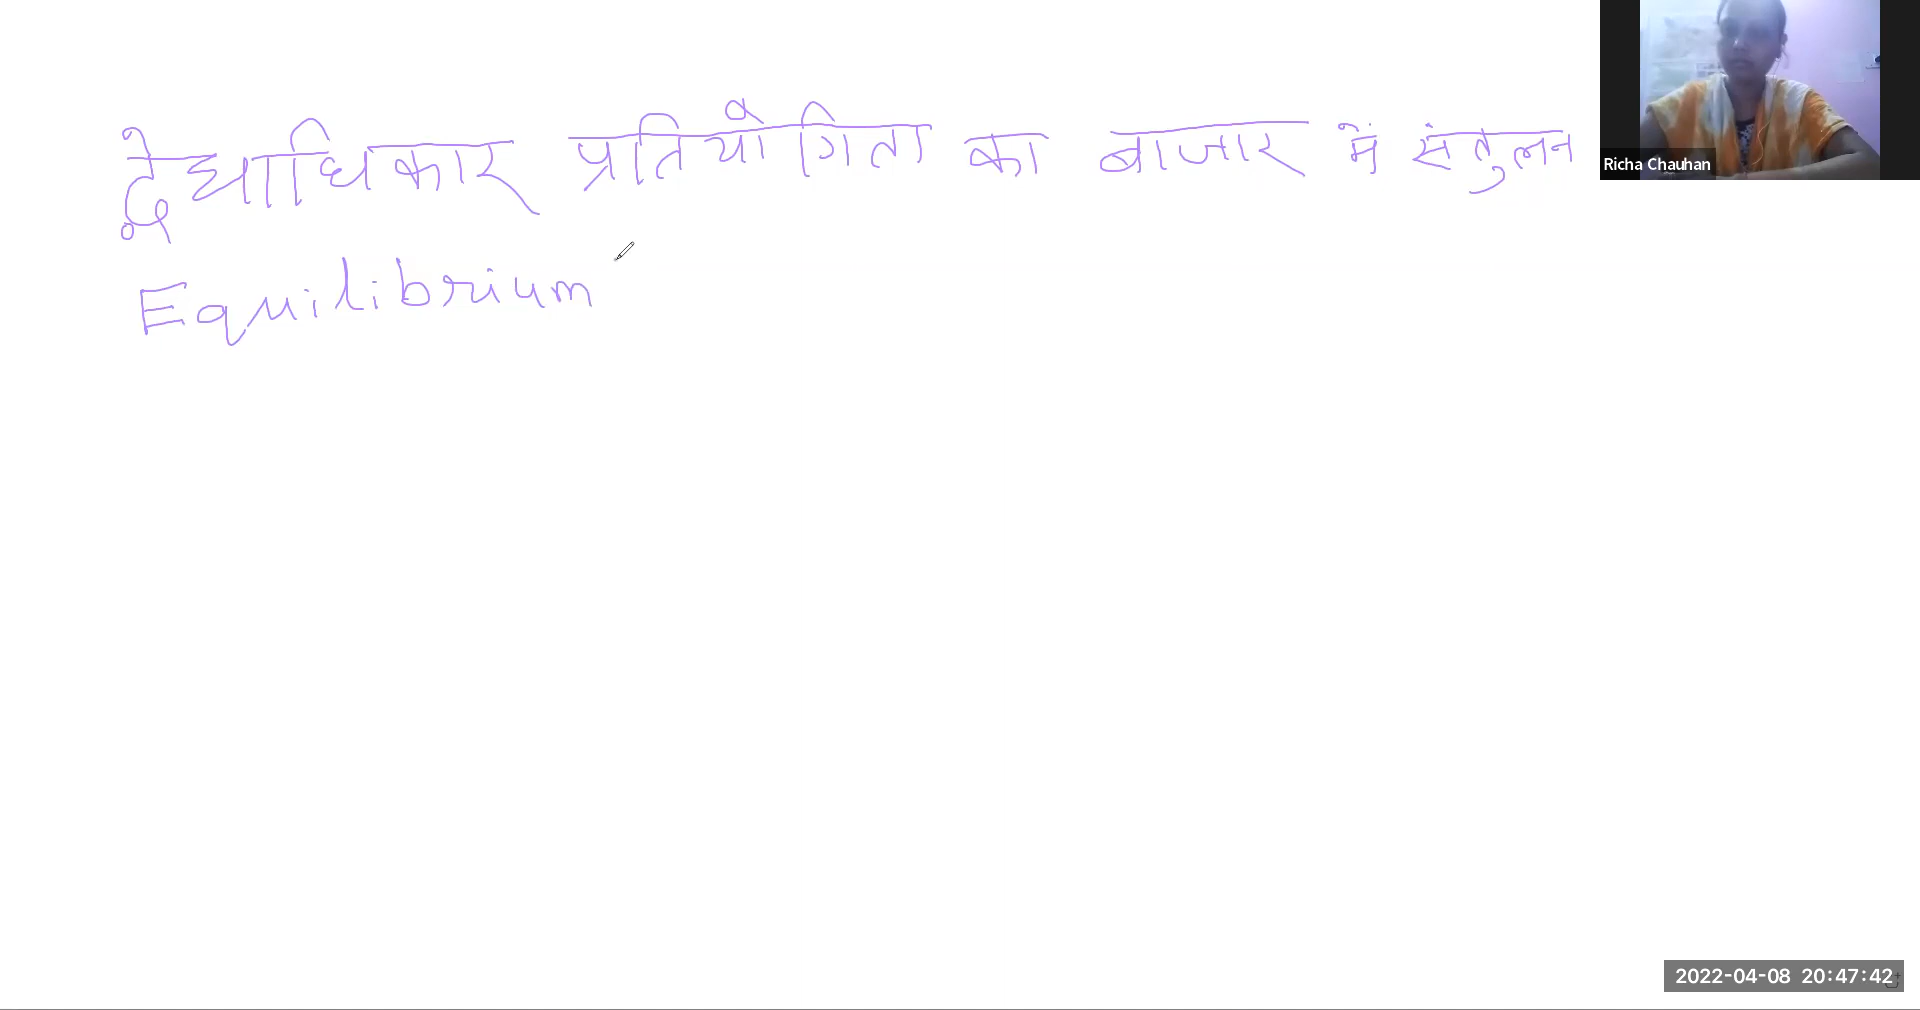 द्वेयाधिकार प्रतियोगिता का बाजार में संतुलन
Equilibrium
Richa Chauhan
2022-04-08 20:47:42